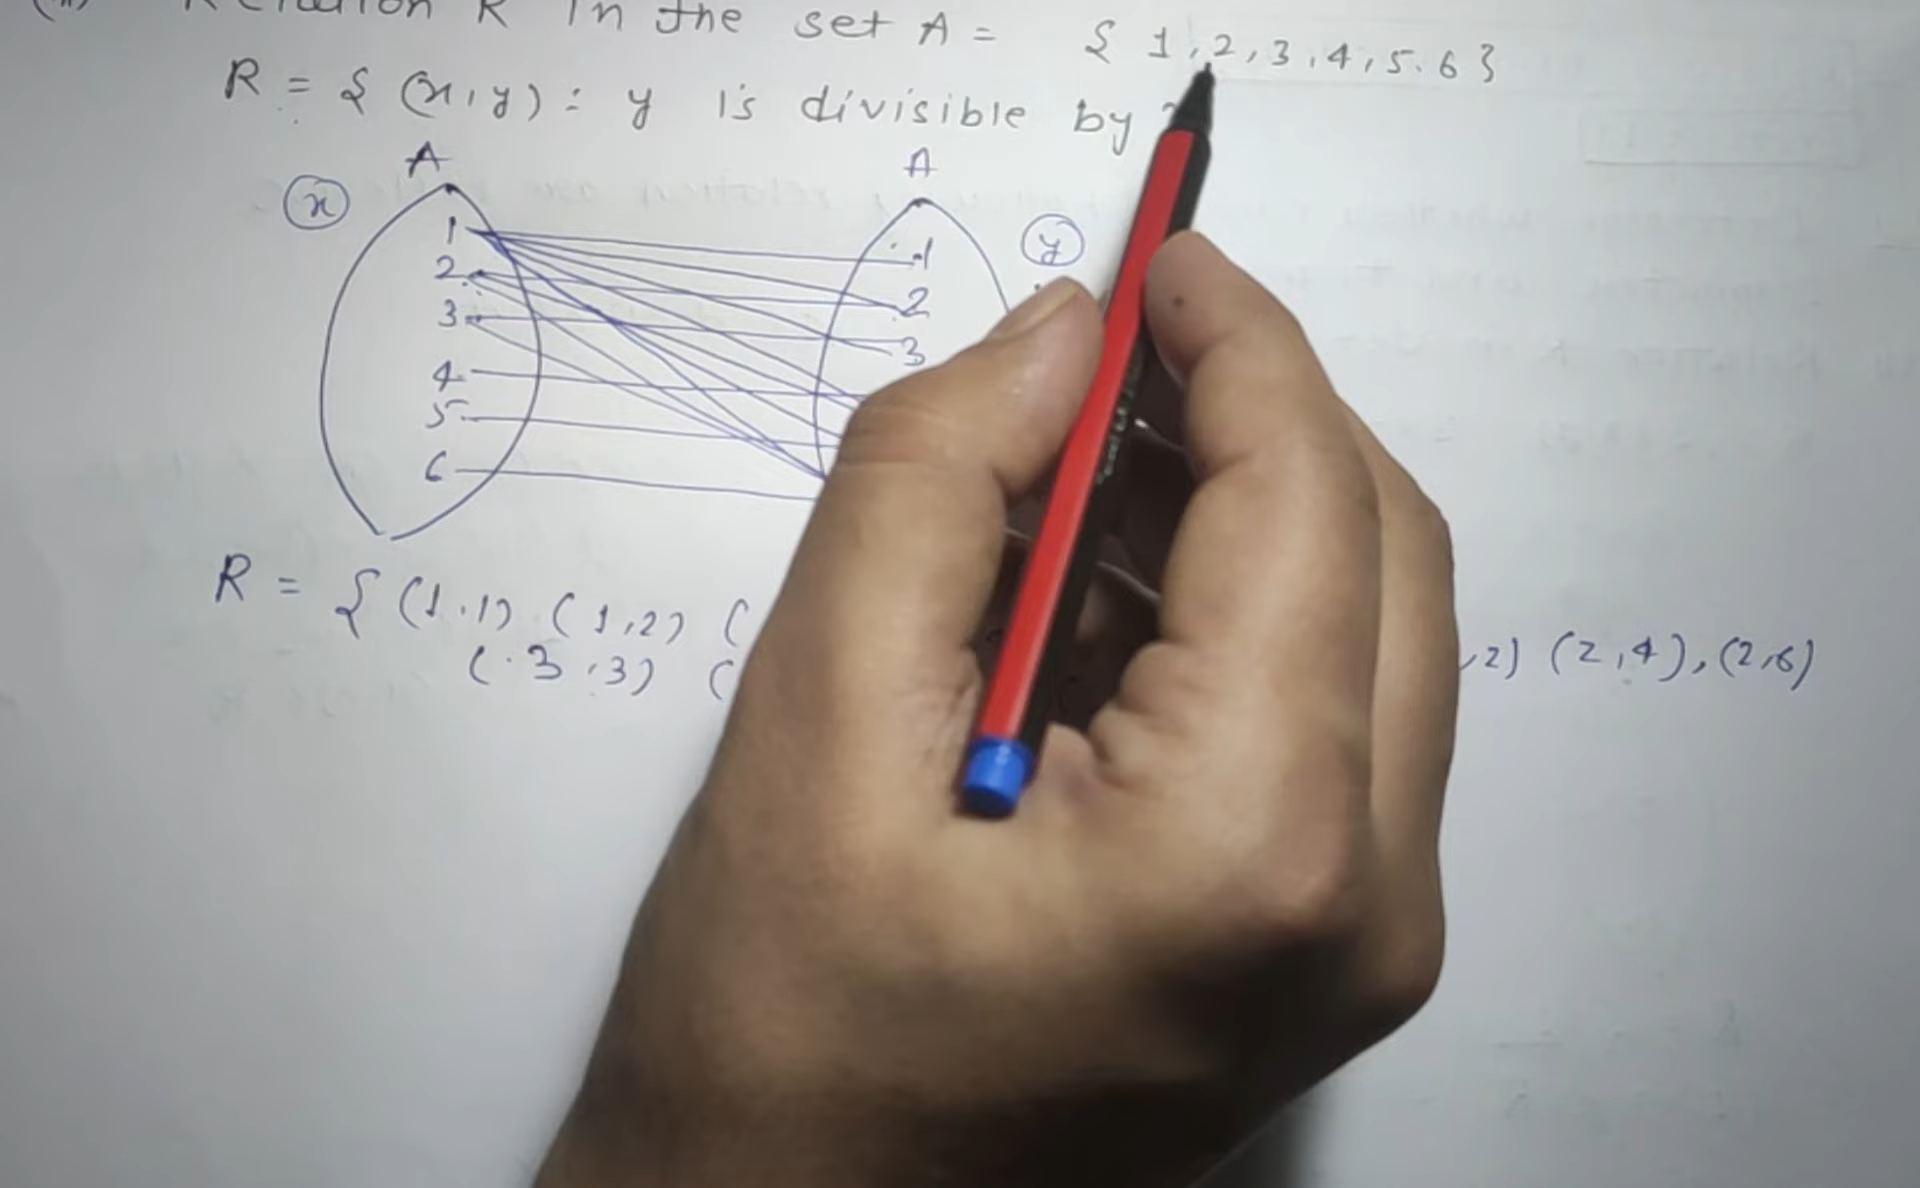 Relation R in the set A = { 1, 2, 3, 4, 5. 6 }
R = { (x, y) : y is divisible by
A A
x y
1 1
2 2
3 3
4
5
6
R = { (1, 1) (1, 2) ( , 2) (2, 4), (2, 6)
(3, 3) (